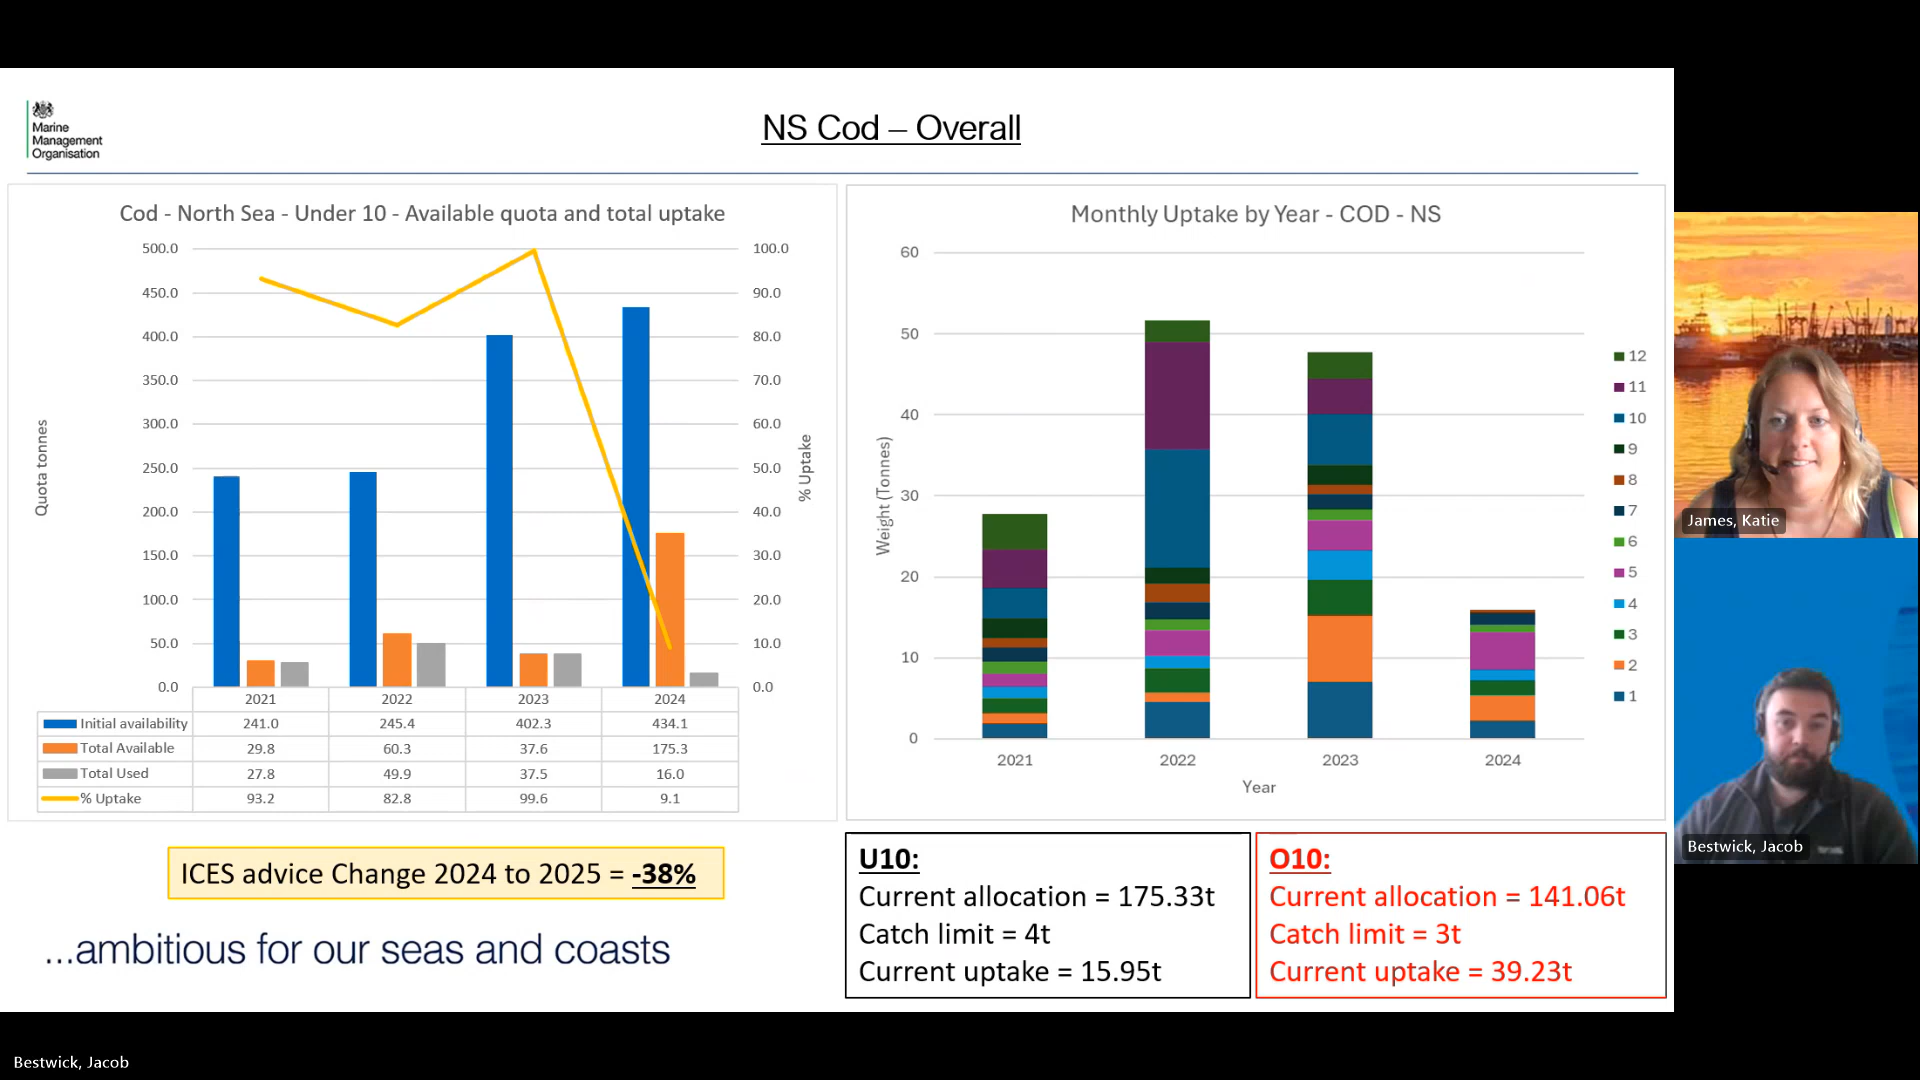 Marine
Management
Organisation
NS Cod – Overall
Cod - North Sea - Under 10 - Available quota and total uptake
Quota tonnes
500.0
450.0
400.0
350.0
300.0
250.0
200.0
150.0
100.0
50.0
0.0
100.0
90.0
80.0
70.0
60.0
50.0
40.0
30.0
20.0
10.0
0.0
% Uptake
2021 2022 2023 2024
Initial availability 241.0 245.4 402.3 434.1
Total Available 29.8 60.3 37.6 175.3
Total Used 27.8 49.9 37.5 16.0
% Uptake 93.2 82.8 99.6 9.1
Monthly Uptake by Year - COD - NS
Weight (Tonnes)
60
50
40
30
20
10
0
2021 2022 2023 2024
Year
12
11
10
9
8
7
6
5
4
3
2
1
ICES advice Change 2024 to 2025 = -38%
...ambitious for our seas and coasts
U10:
Current allocation = 175.33t
Catch limit = 4t
Current uptake = 15.95t
O10:
Current allocation = 141.06t
Catch limit = 3t
Current uptake = 39.23t
James, Katie
Bestwick, Jacob
Bestwick, Jacob